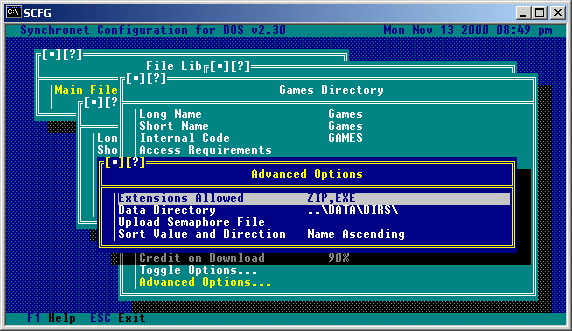 SCFG
Synchronet Configuration for DOS v2.30 Mon Nov 13 2000 08:49 pm
[■][?]
File Lib [■][?]
[■][?]
Main File Games Directory
[■][?]
Long Name Games
Short Name Games
Lon Internal Code GAMES
Sho Access Requirements
[■][?]
Advanced Options
Extensions Allowed ZIP,EXE
Data Directory ..\DATA\DIRS\
Upload Semaphore File
Sort Value and Direction Name Ascending
Credit on Download 90%
Toggle Options...
Advanced Options...
F1 Help ESC Exit